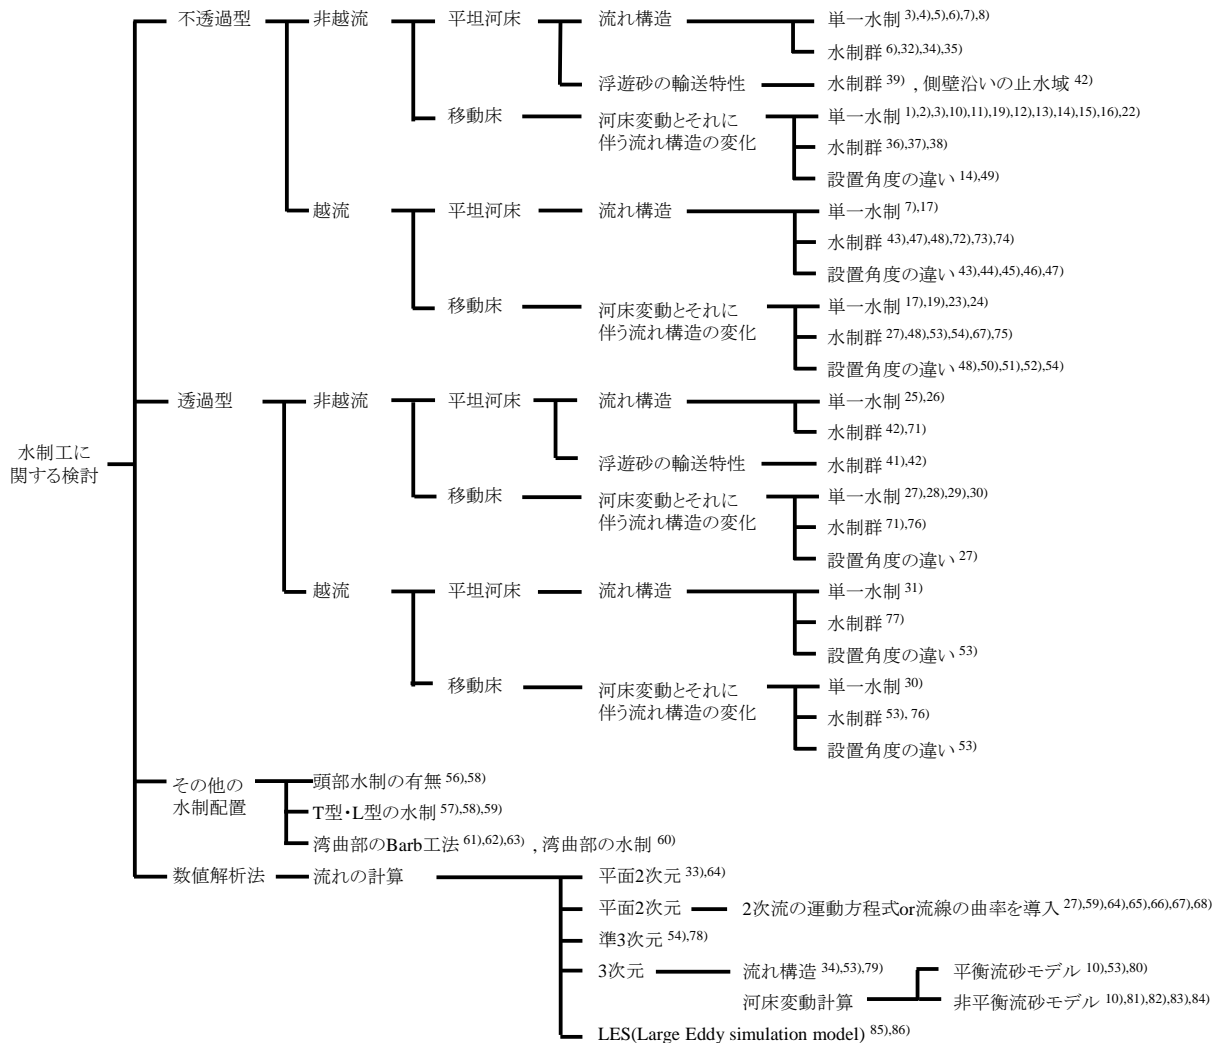 不透過型 非越流 平坦河床 流れ構造 単一水制 3),4),5),6),7),8)
水制群 6),32),34),35)
浮遊砂の輸送特性 水制群 39) , 側壁沿いの止水域 42)
移動床 河床変動とそれに 単一水制 1),2),3),10),11),19),12),13),14),15),16),22)
伴う流れ構造の変化
水制群 36),37),38)
設置角度の違い 14),49)
越流 平坦河床 流れ構造 単一水制 7),17)
水制群 43),47),48),72),73),74)
設置角度の違い 43),44),45),46),47)
移動床 河床変動とそれに 単一水制 17),19),23),24)
伴う流れ構造の変化
水制群 27),48),53),54),67),75)
設置角度の違い 48),50),51),52),54)
透過型 非越流 平坦河床 流れ構造 単一水制 25),26)
水制群 42),71)
水制工に
関する検討
浮遊砂の輸送特性 水制群 41),42)
移動床 河床変動とそれに 単一水制 27),28),29),30)
伴う流れ構造の変化
水制群 71),76)
設置角度の違い 27)
越流 平坦河床 流れ構造 単一水制 31)
水制群 77)
設置角度の違い 53)
移動床 河床変動とそれに 単一水制 30)
伴う流れ構造の変化
水制群 53), 76)
設置角度の違い 53)
その他の 頭部水制の有無 56),58)
水制配置
T型・L型の水制 57),58),59)
湾曲部のBarb工法 61),62),63) , 湾曲部の水制 60)
数値解析法 流れの計算 平面2次元 33),64)
平面2次元 2次流の運動方程式or流線の曲率を導入 27),59),64),65),66),67),68)
準3次元 54),78)
3次元 流れ構造 34),53),79) 平衡流砂モデル 10),53),80)
河床変動計算 非平衡流砂モデル 10),81),82),83),84)
LES(Large Eddy simulation model) 85),86)